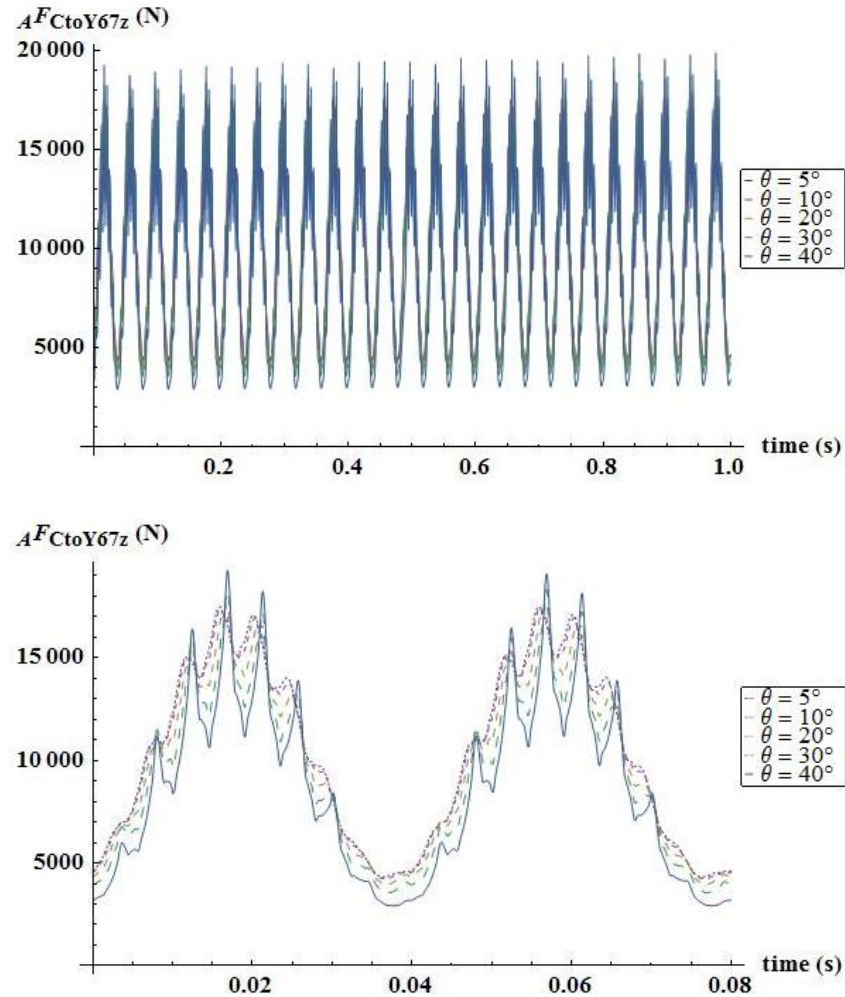 AFCtoY67z (N)
20 000
15 000
10 000
5000
0.2 0.4 0.6 0.8 1.0
time (s)
θ = 5°
θ = 10°
θ = 20°
θ = 30°
θ = 40°
AFCtoY67z (N)
15 000
10 000
5000
0.02 0.04 0.06 0.08
time (s)
θ = 5°
θ = 10°
θ = 20°
θ = 30°
θ = 40°